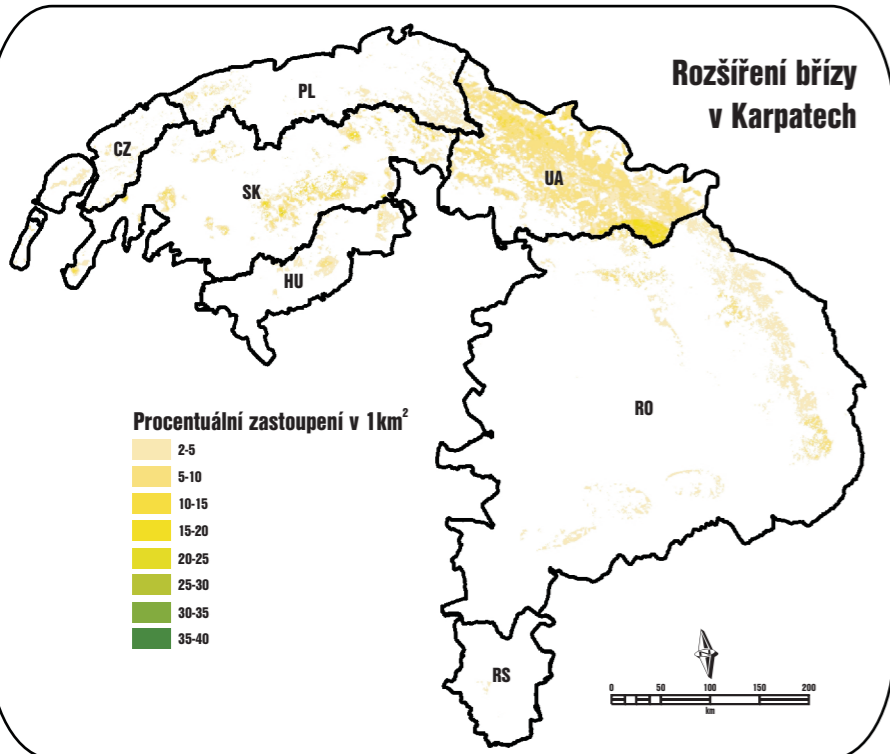 Rozšíření břízy
v Karpatech
PL
CZ
SK
UA
HU
RO
RS
Procentuální zastoupení v 1km²
2-5
5-10
10-15
15-20
20-25
25-30
30-35
35-40
0 50 100 150 200
km